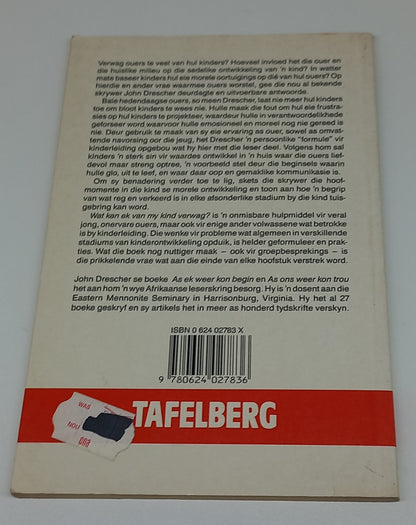 Verwag ouers te veel van hul kinders? Hoeveel invloed het die ouer en
die huislike milieu op die sedelike ontwikkeling van 'n kind? In watter
mate baseer kinders hul eie morele oortuigings op dié van hul ouers? Op
hierdie en ander vrae waarmee ouers worstel, gee die nou al bekende
skrywer John Drescher deurdagte en uitvoerbare antwoorde.
Baie hedendaagse ouers, so meen Drescher, laat nie meer hul kinders
toe om bloot kinders te wees nie. Hulle maak die fout om hul eie frustra-
sies op hul kinders te projekteer, waardeur hulle in verantwoordelikhede
geforseer word waarvoor hulle emosioneel en moreel nog nie gereed is
nie. Deur gebruik te maak van sy eie ervaring as ouer, sowel as omvat-
tende navorsing oor die jeug, het Drescher 'n persoonlike "formule" vir
kinderleiding opgebou wat hy hier met die leser deel. Volgens hom sal
kinders 'n sterk sin vir waardes ontwikkel in 'n huis waar die ouers lief-
devol maar streng optree, 'n voorbeeld stel deur die beginsels waarin
hulle glo, uit te leef, en waar daar oop en gemaklike kommunikasie is.
Om sy benadering verder toe te lig, skets die skrywer die hoof-
momente in die kind se morele ontwikkeling en toon aan hoe 'n begrip
van wat reg en verkeerd is in elke afsonderlike stadium by die kind tuis-
gebring kan word.
Wat kan ek van my kind verwag? is 'n onmisbare hulpmiddel vir veral
jong, onervare ouers, maar ook vir enige ander volwassene wat betrokke
is by kinderleiding. Die wenke vir probleme wat algemeen in verskillende
stadiums van kinderontwikkeling opduik, is helder geformuleer en prak-
ties. Wat die boek nog nuttiger maak – ook vir groepbesprekings – is
die prikkelende vrae wat aan die einde van elke hoofstuk verstrek word.
John Drescher se boeke As ek weer kon begin en As ons weer kon trou
het aan hom 'n wye Afrikaanse leserskring besorg. Hy is 'n dosent aan die
Eastern Mennonite Seminary in Harrisonburg, Virginia. Hy het al 27
boeke geskryf en sy artikels het in meer as honderd tydskrifte verskyn.
ISBN 0 624 02783 X
9 780624 027836
TAFELBERG
WAS
NOU